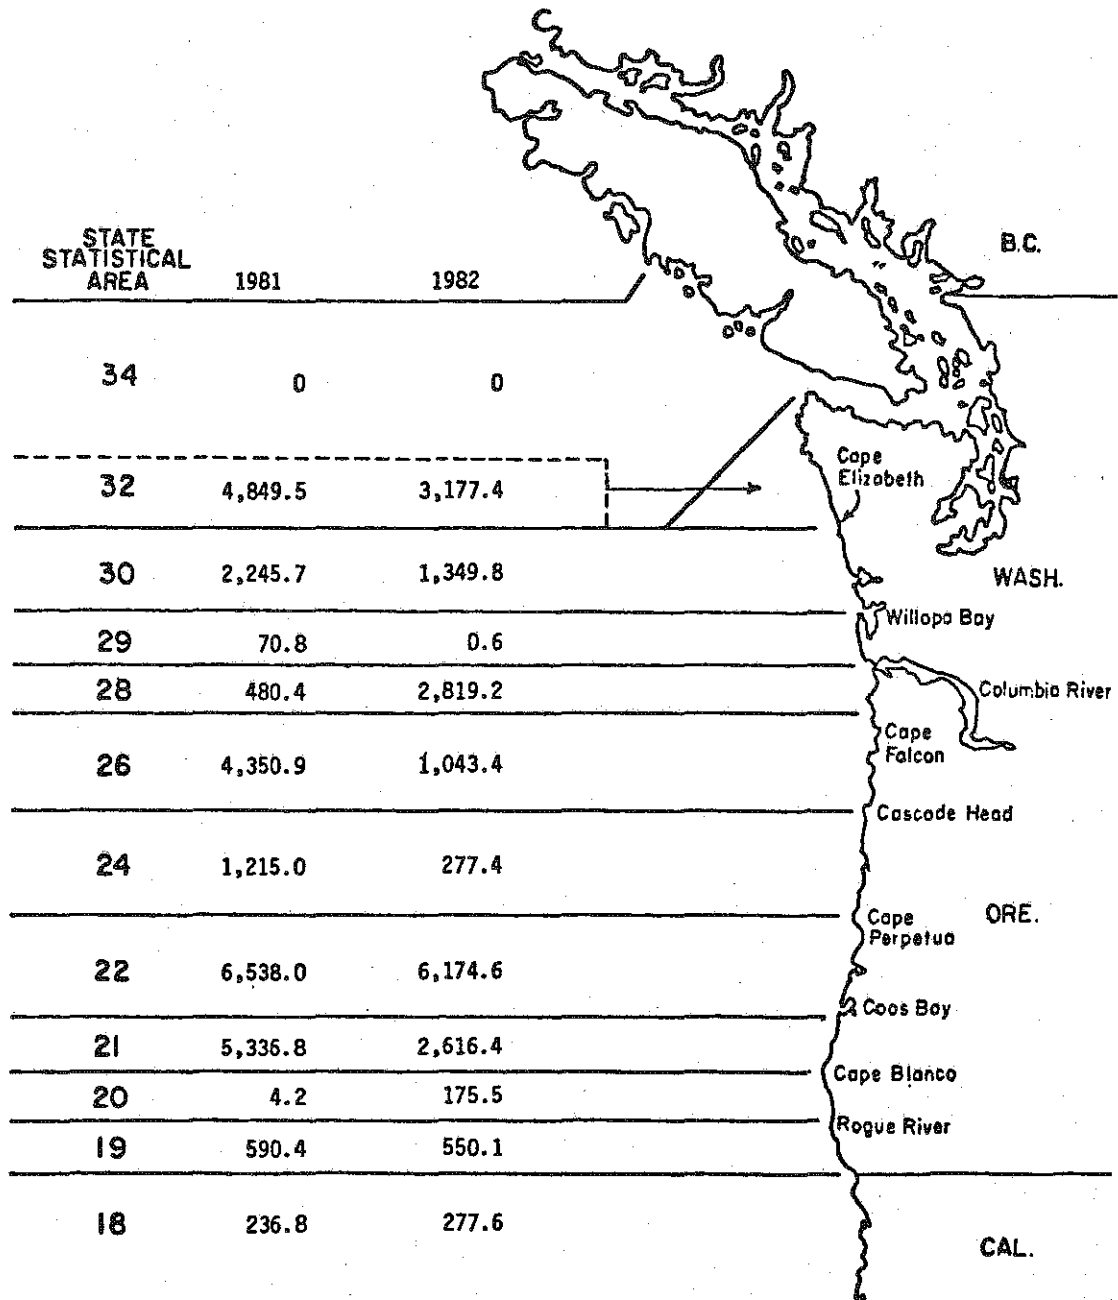 STATE
STATISTICAL
AREA 1981 1982
B.C.
34 0 0
Cape
Elizabeth
32 4,849.5 3,177.4
30 2,245.7 1,349.8
WASH.
Willapa Bay
29 70.8 0.6
28 480.4 2,819.2
Columbia River
Cape
Falcon
26 4,350.9 1,043.4
Cascade Head
24 1,215.0 277.4
ORE.
Cape
Perpetua
22 6,538.0 6,174.6
Coos Bay
21 5,336.8 2,616.4
Cape Blanco
20 4.2 175.5
Rogue River
19 590.4 550.1
18 236.8 277.6
CAL.